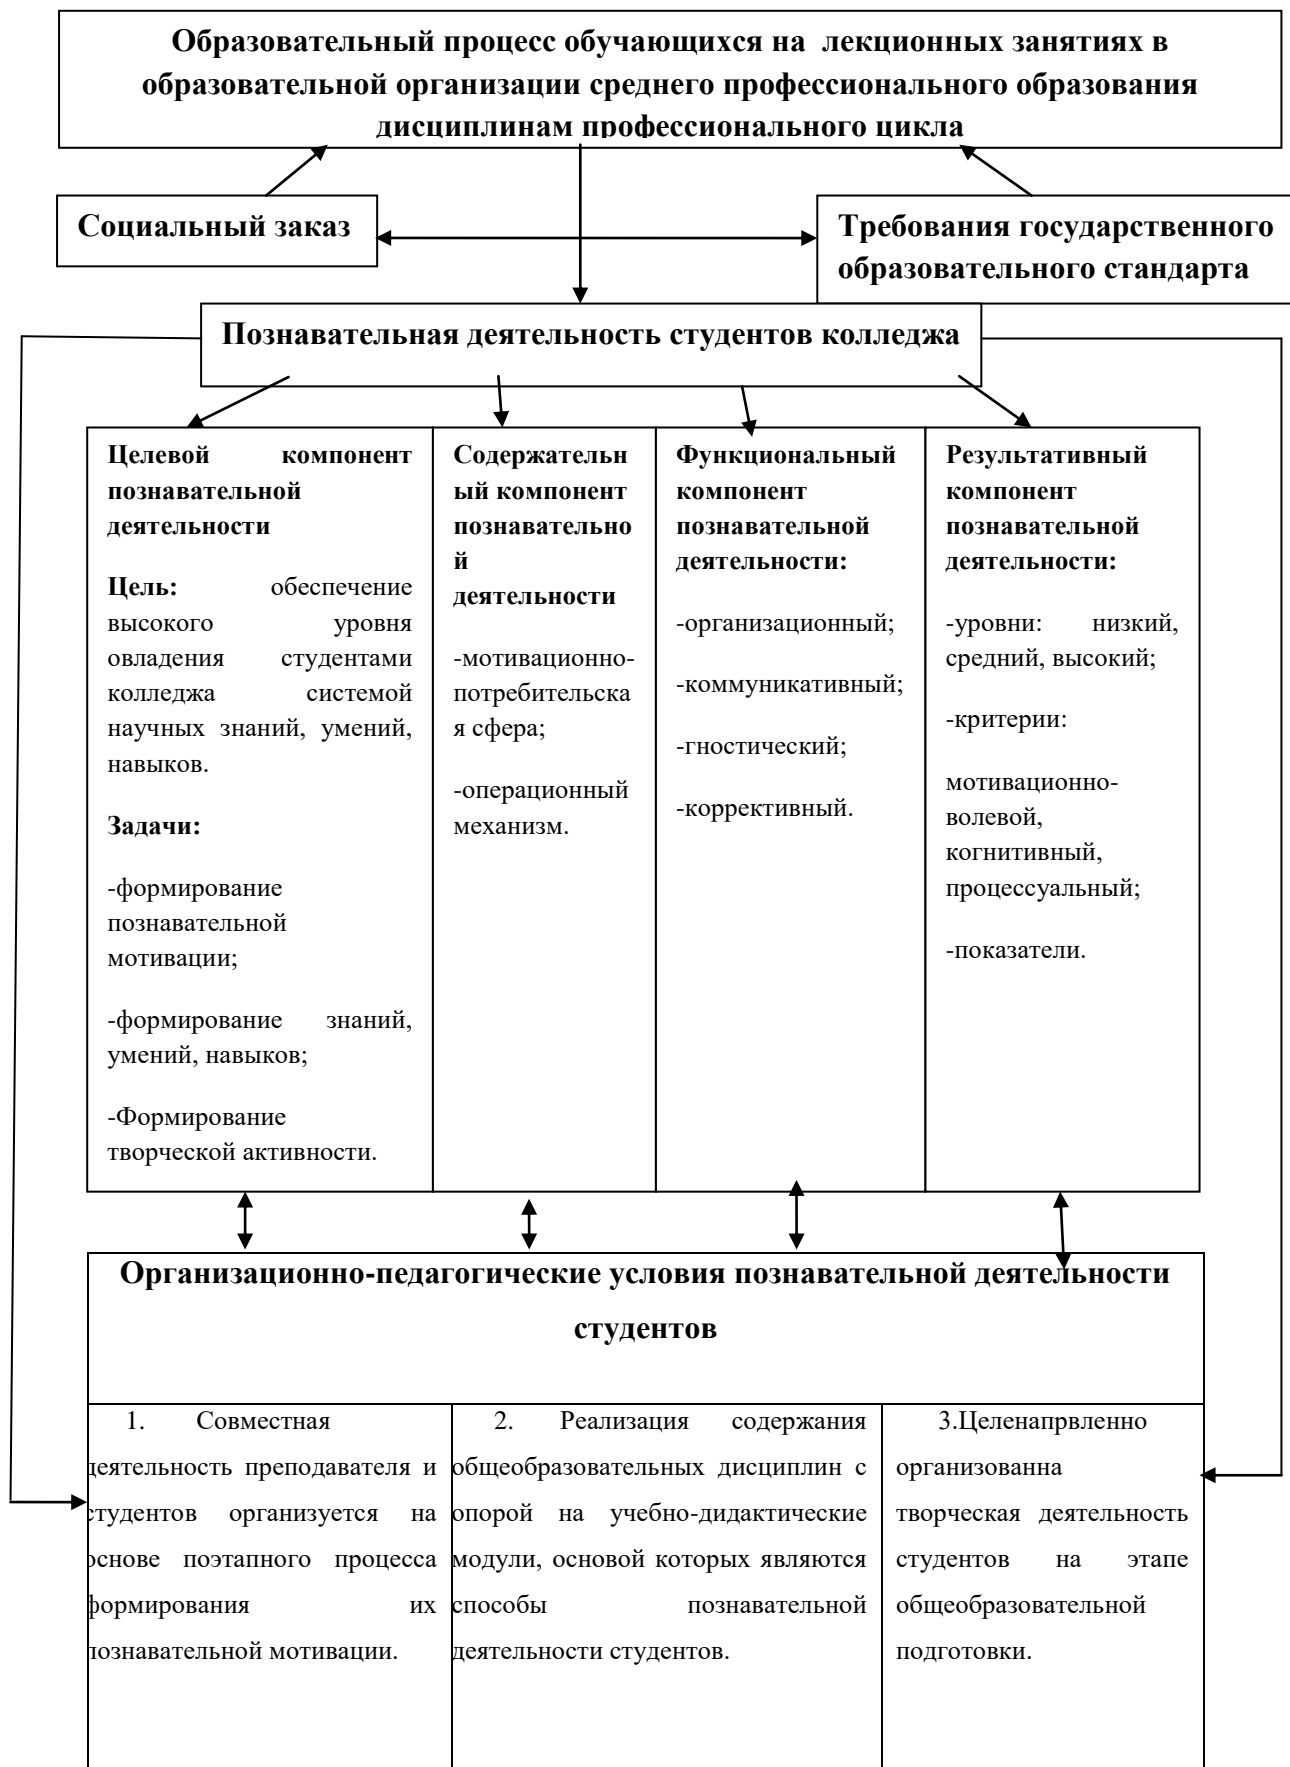 Образовательный процесс обучающихся на лекционных занятиях в
образовательной организации среднего профессионального образования
дисциплинам профессионального цикла
Социальный заказ
Требования государственного
образовательного стандарта
Познавательная деятельность студентов колледжа
Целевой компонент
познавательной
деятельности
Цель: обеспечение
высокого уровня
овладения студентами
колледжа системой
научных знаний, умений,
навыков.
Задачи:
-формирование
познавательной
мотивации;
-формирование знаний,
умений, навыков;
-Формирование
творческой активности.
Содержательн
ый компонент
познавательно
й
деятельности
-мотивационно-
потребительска
я сфера;
-операционный
механизм.
Функциональный
компонент
познавательной
деятельности:
-организационный;
-коммуникативный;
-гностический;
-коррективный.
Результативный
компонент
познавательной
деятельности:
-уровни: низкий,
средний, высокий;
-критерии:
мотивационно-
волевой,
когнитивный,
процессуальный;
-показатели.
Организационно-педагогические условия познавательной деятельности
студентов
1. Совместная
деятельность преподавателя и
студентов организуется на
основе поэтапного процесса
формирования их
познавательной мотивации.
2. Реализация содержания
общеобразовательных дисциплин с
опорой на учебно-дидактические
модули, основой которых являются
способы познавательной
деятельности студентов.
3.Целенапрвленно
организованна
творческая деятельность
студентов на этапе
общеобразовательной
подготовки.